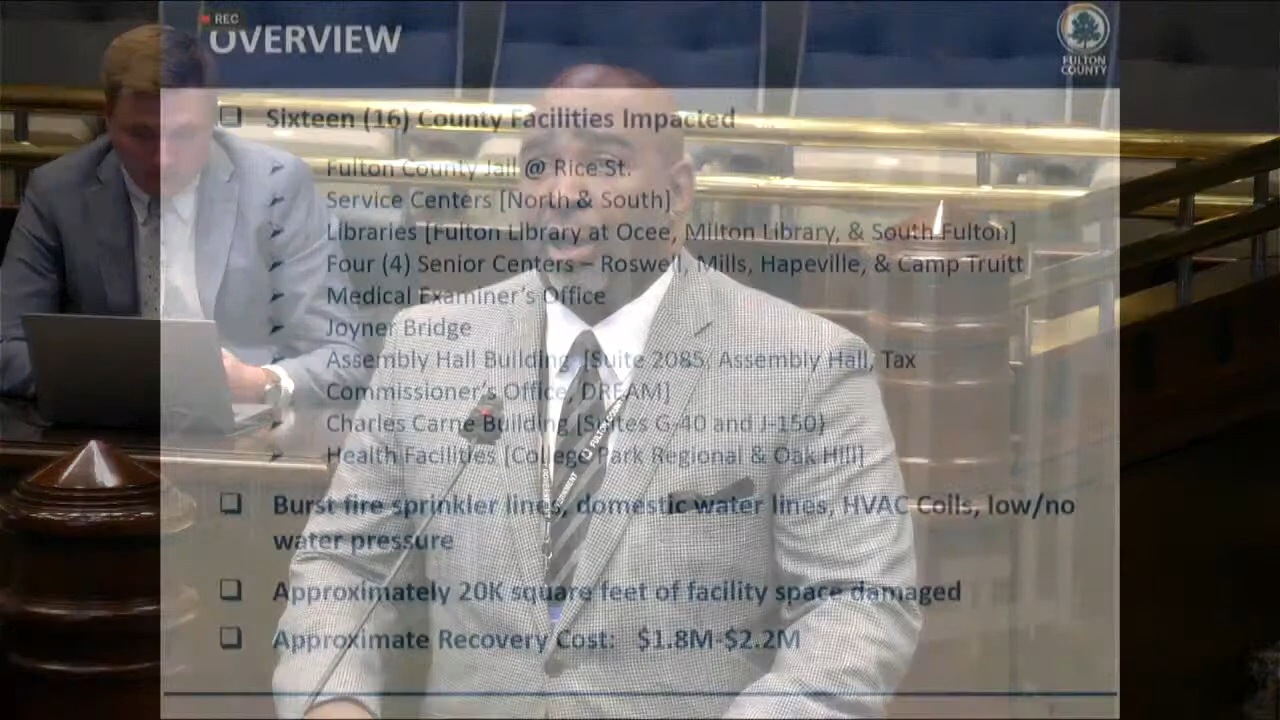 REC
OVERVIEW
FULTON
COUNTY
Sixteen (16) County Facilities Impacted
Fulton County Jail @ Rice St.
Service Centers [North & South]
Libraries [Fulton Library at Ocee, Milton Library, & South Fulton]
Four (4) Senior Centers – Roswell, Mills, Hapeville, & Camp Truitt
Medical Examiner's Office
Joyner Bridge
Assembly Hall Building [Suite 2085, Assembly Hall, Tax
Commissioner's Office, DREAM]
Charles Carne Building [Suites G-40 and J-150}
Health Facilities [College Park Regional & Oak Hill]
Burst fire sprinkler lines, domestic water lines, HVAC Coils, low/no
water pressure
Approximately 20K square feet of facility space damaged
Approximate Recovery Cost: $1.8M-$2.2M